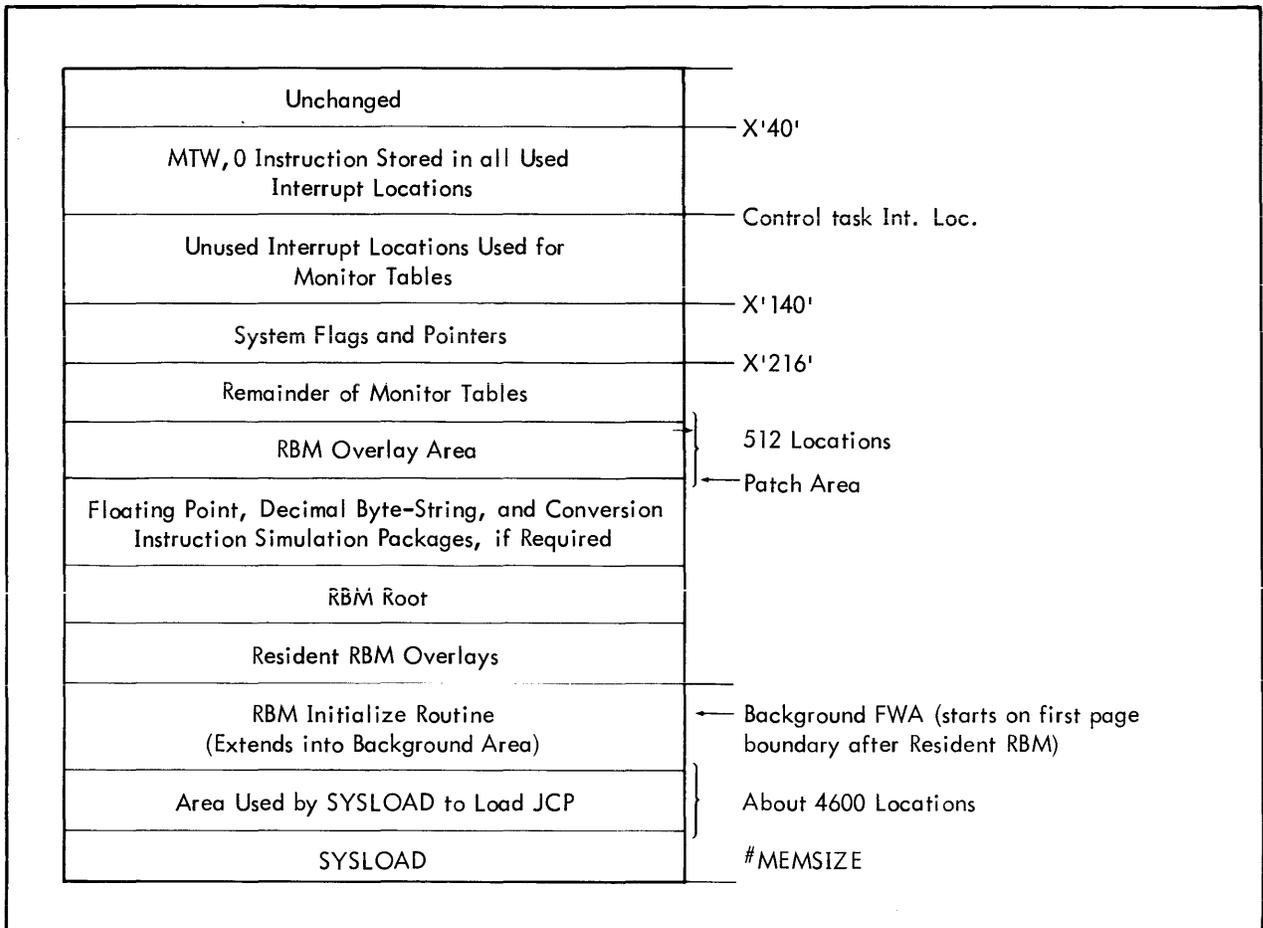 Unchanged
X'40'
MTW,0 Instruction Stored in all Used
Interrupt Locations
Control task Int. Loc.
Unused Interrupt Locations Used for
Monitor Tables
X'140'
System Flags and Pointers
X'216'
Remainder of Monitor Tables
RBM Overlay Area
512 Locations
Patch Area
Floating Point, Decimal Byte-String, and Conversion
Instruction Simulation Packages, if Required
RBM Root
Resident RBM Overlays
RBM Initialize Routine
(Extends into Background Area)
Background FWA (starts on first page
boundary after Resident RBM)
Area Used by SYSLOAD to Load JCP
About 4600 Locations
SYSLOAD
#MEMSIZE